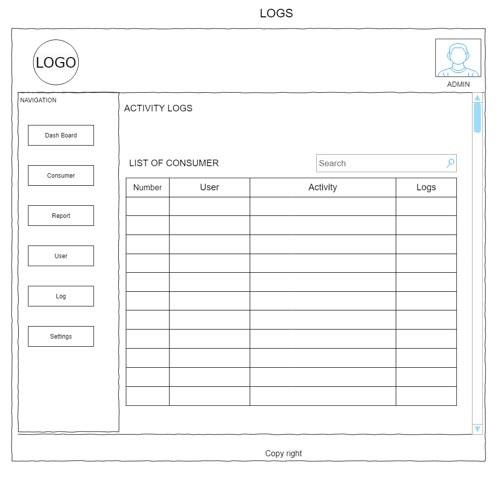 LOGS
LOGO
ADMIN
NAVIGATION
Dash Board
Consumer
Report
User
Log
Settings
ACTIVITY LOGS
LIST OF CONSUMER
Search
Number User Activity Logs
Copy right